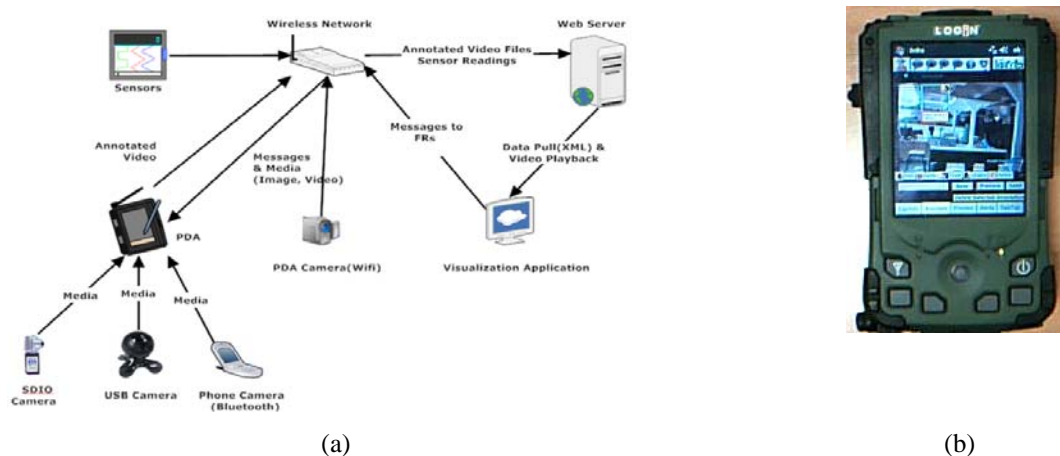 Wireless Network
Web Server
Annotated Video Files
Sensor Readings
Sensors
Messages to
FRs
Annotated
Video
Data Pull(XML) &
Video Playback
Messages
& Media
(Image, Video)
PDA
PDA Camera(Wifi)
Visualization Application
Media
Media
Media
SDIO
Camera
USB Camera
Phone Camera
(Bluetooth)
LOGIN
(a)
(b)